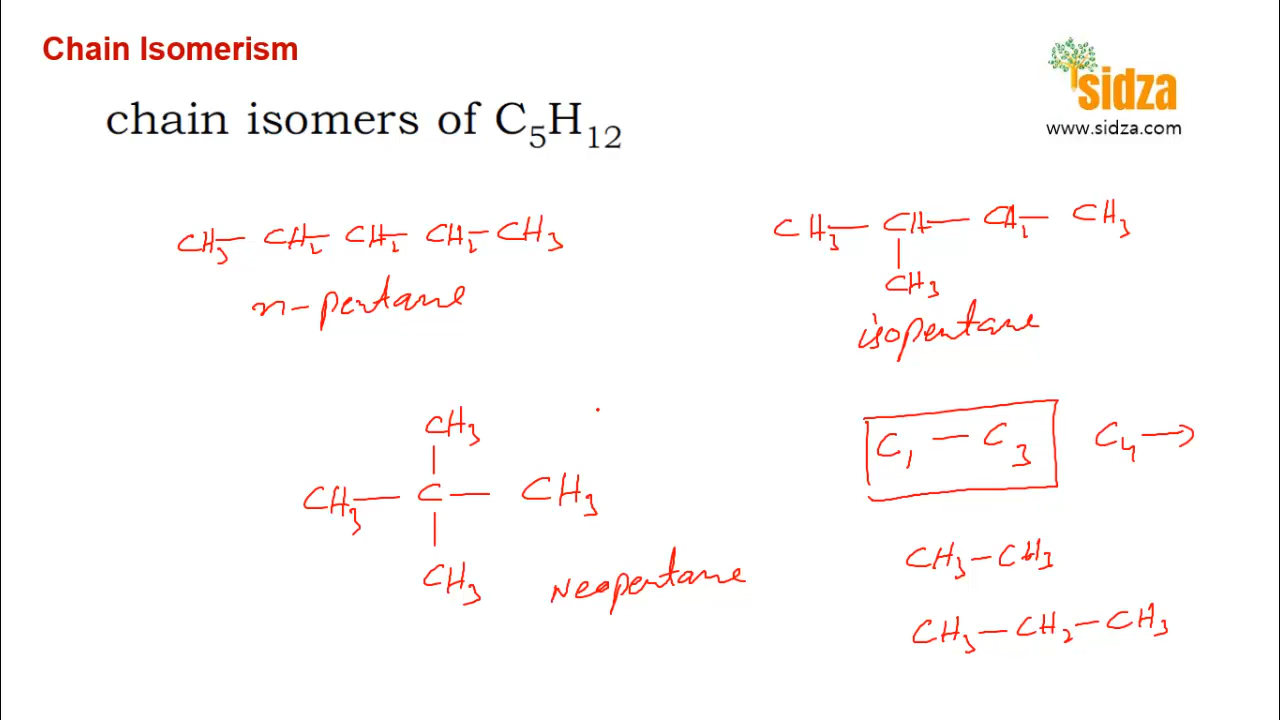 Chain Isomerism
sidza
www.sidza.com
chain isomers of C₅H₁₂
CH₃— CH₂— CH₂— CH₂— CH₃
n-pentane
CH₃— CH— CH₂— CH₃
|
CH₃
isopentane
CH₃
|
CH₃— C — CH₃
|
CH₃
Neopentane
C₁ — C₃ C₄ →
CH₃—CH₃
CH₃—CH₂—CH₃